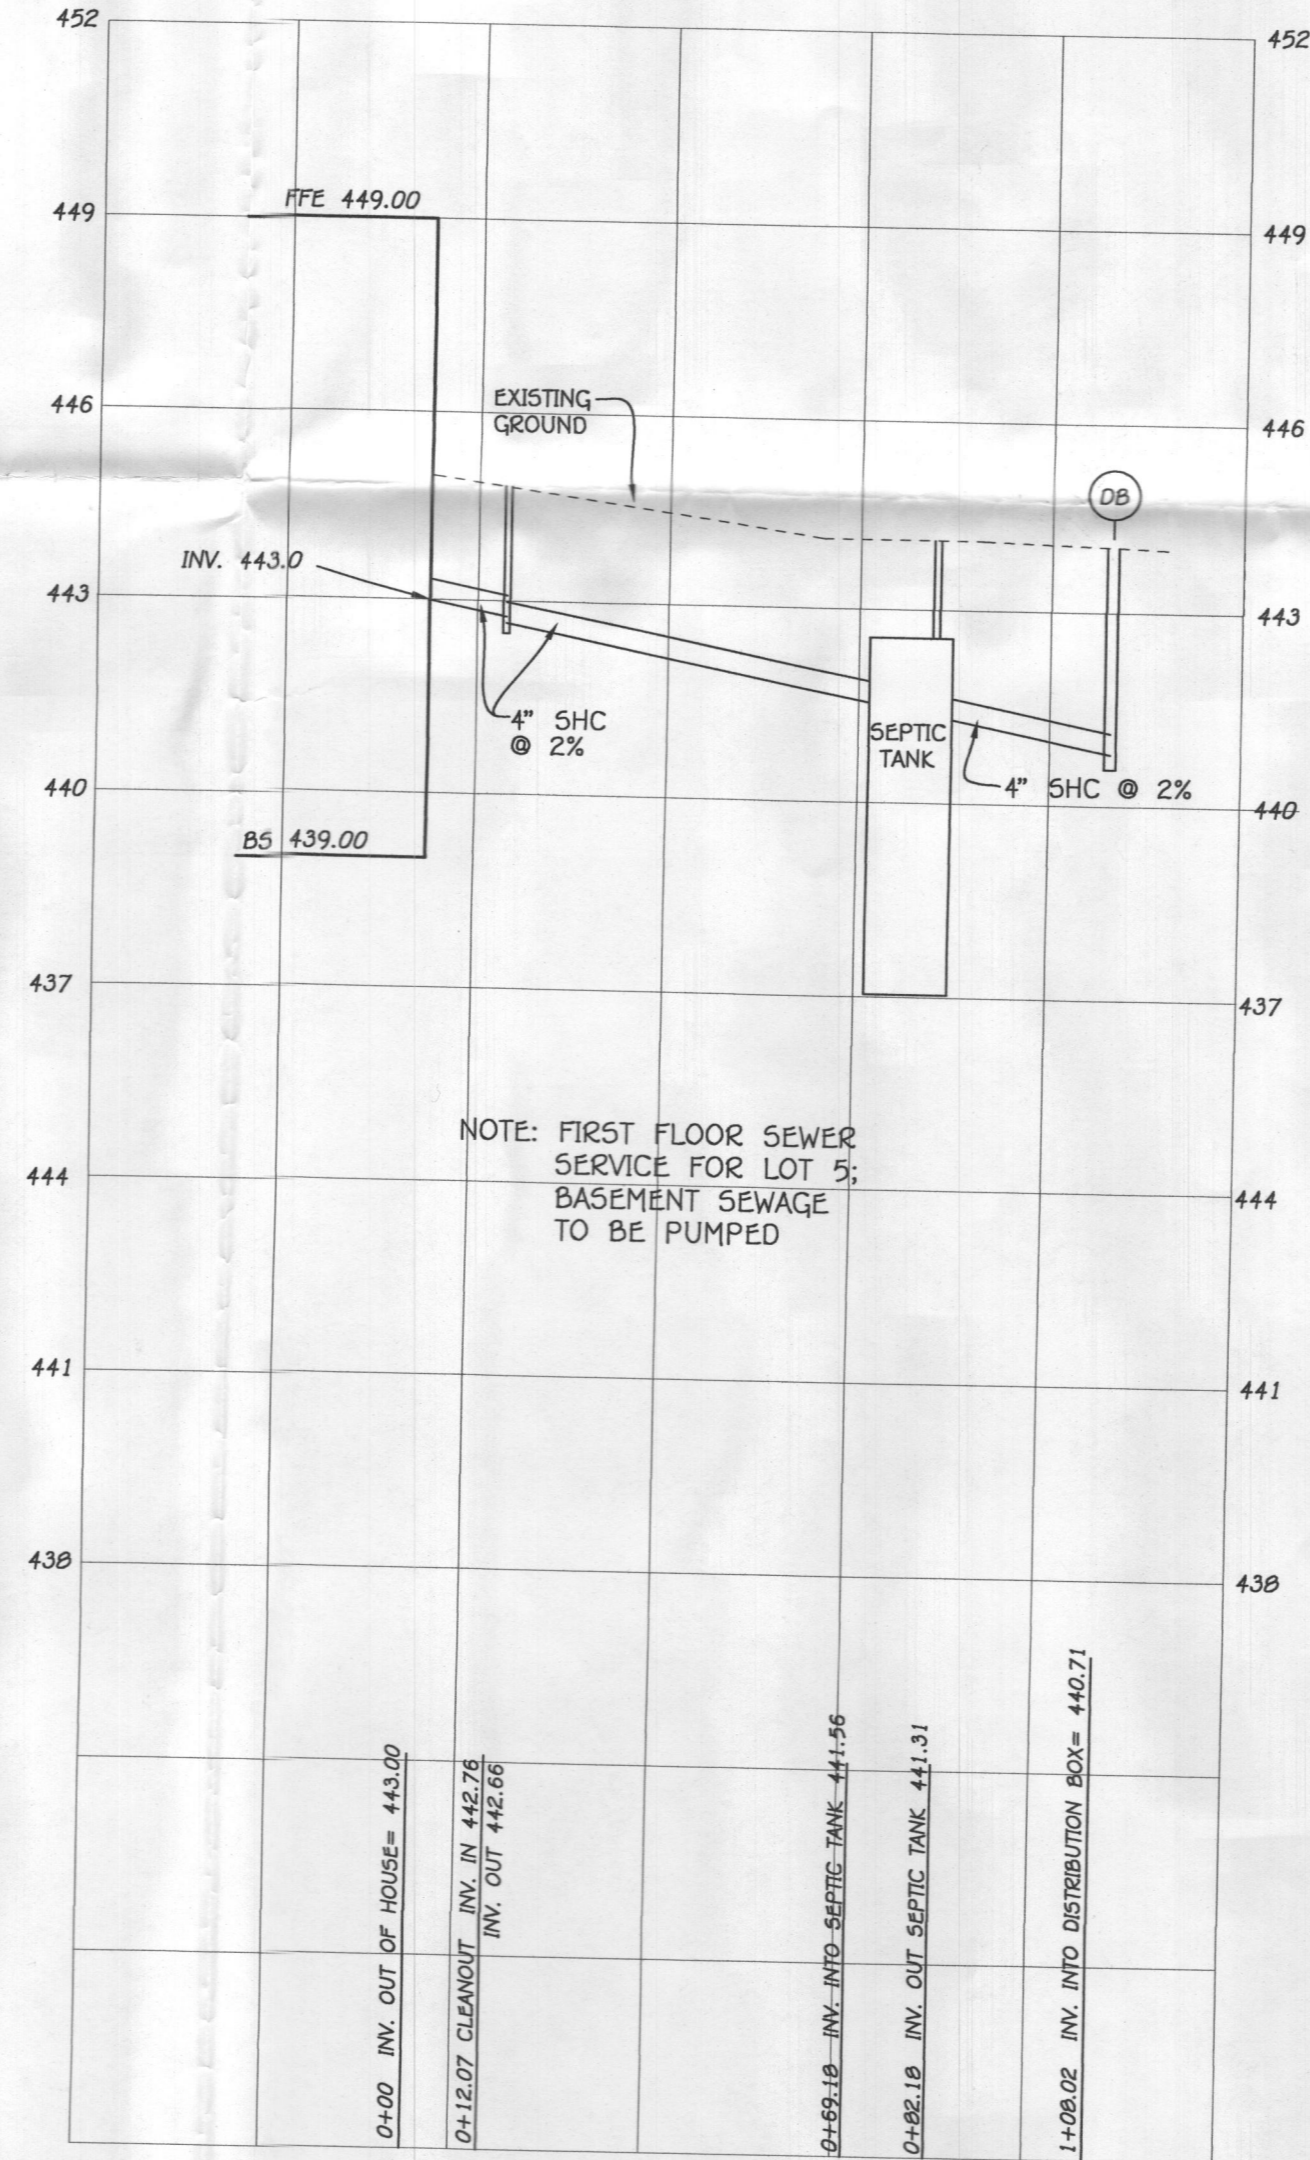 452
452
FFE 449.00
449
449
EXISTING
GROUND
446
446
DB
INV. 443.0
443
443
4" SHC
@ 2%
SEPTIC
TANK
4" SHC @ 2%
440
440
BS 439.00
437
437
NOTE: FIRST FLOOR SEWER
SERVICE FOR LOT 5;
BASEMENT SEWAGE
TO BE PUMPED
444
444
441
441
438
438
0+00 INV. OUT OF HOUSE= 443.00
0+12.07 CLEANOUT INV. IN 442.76
INV. OUT 442.66
0+69.18 INV. INTO SEPTIC TANK 441.56
0+82.18 INV. OUT SEPTIC TANK 441.31
1+08.02 INV. INTO DISTRIBUTION BOX= 440.71